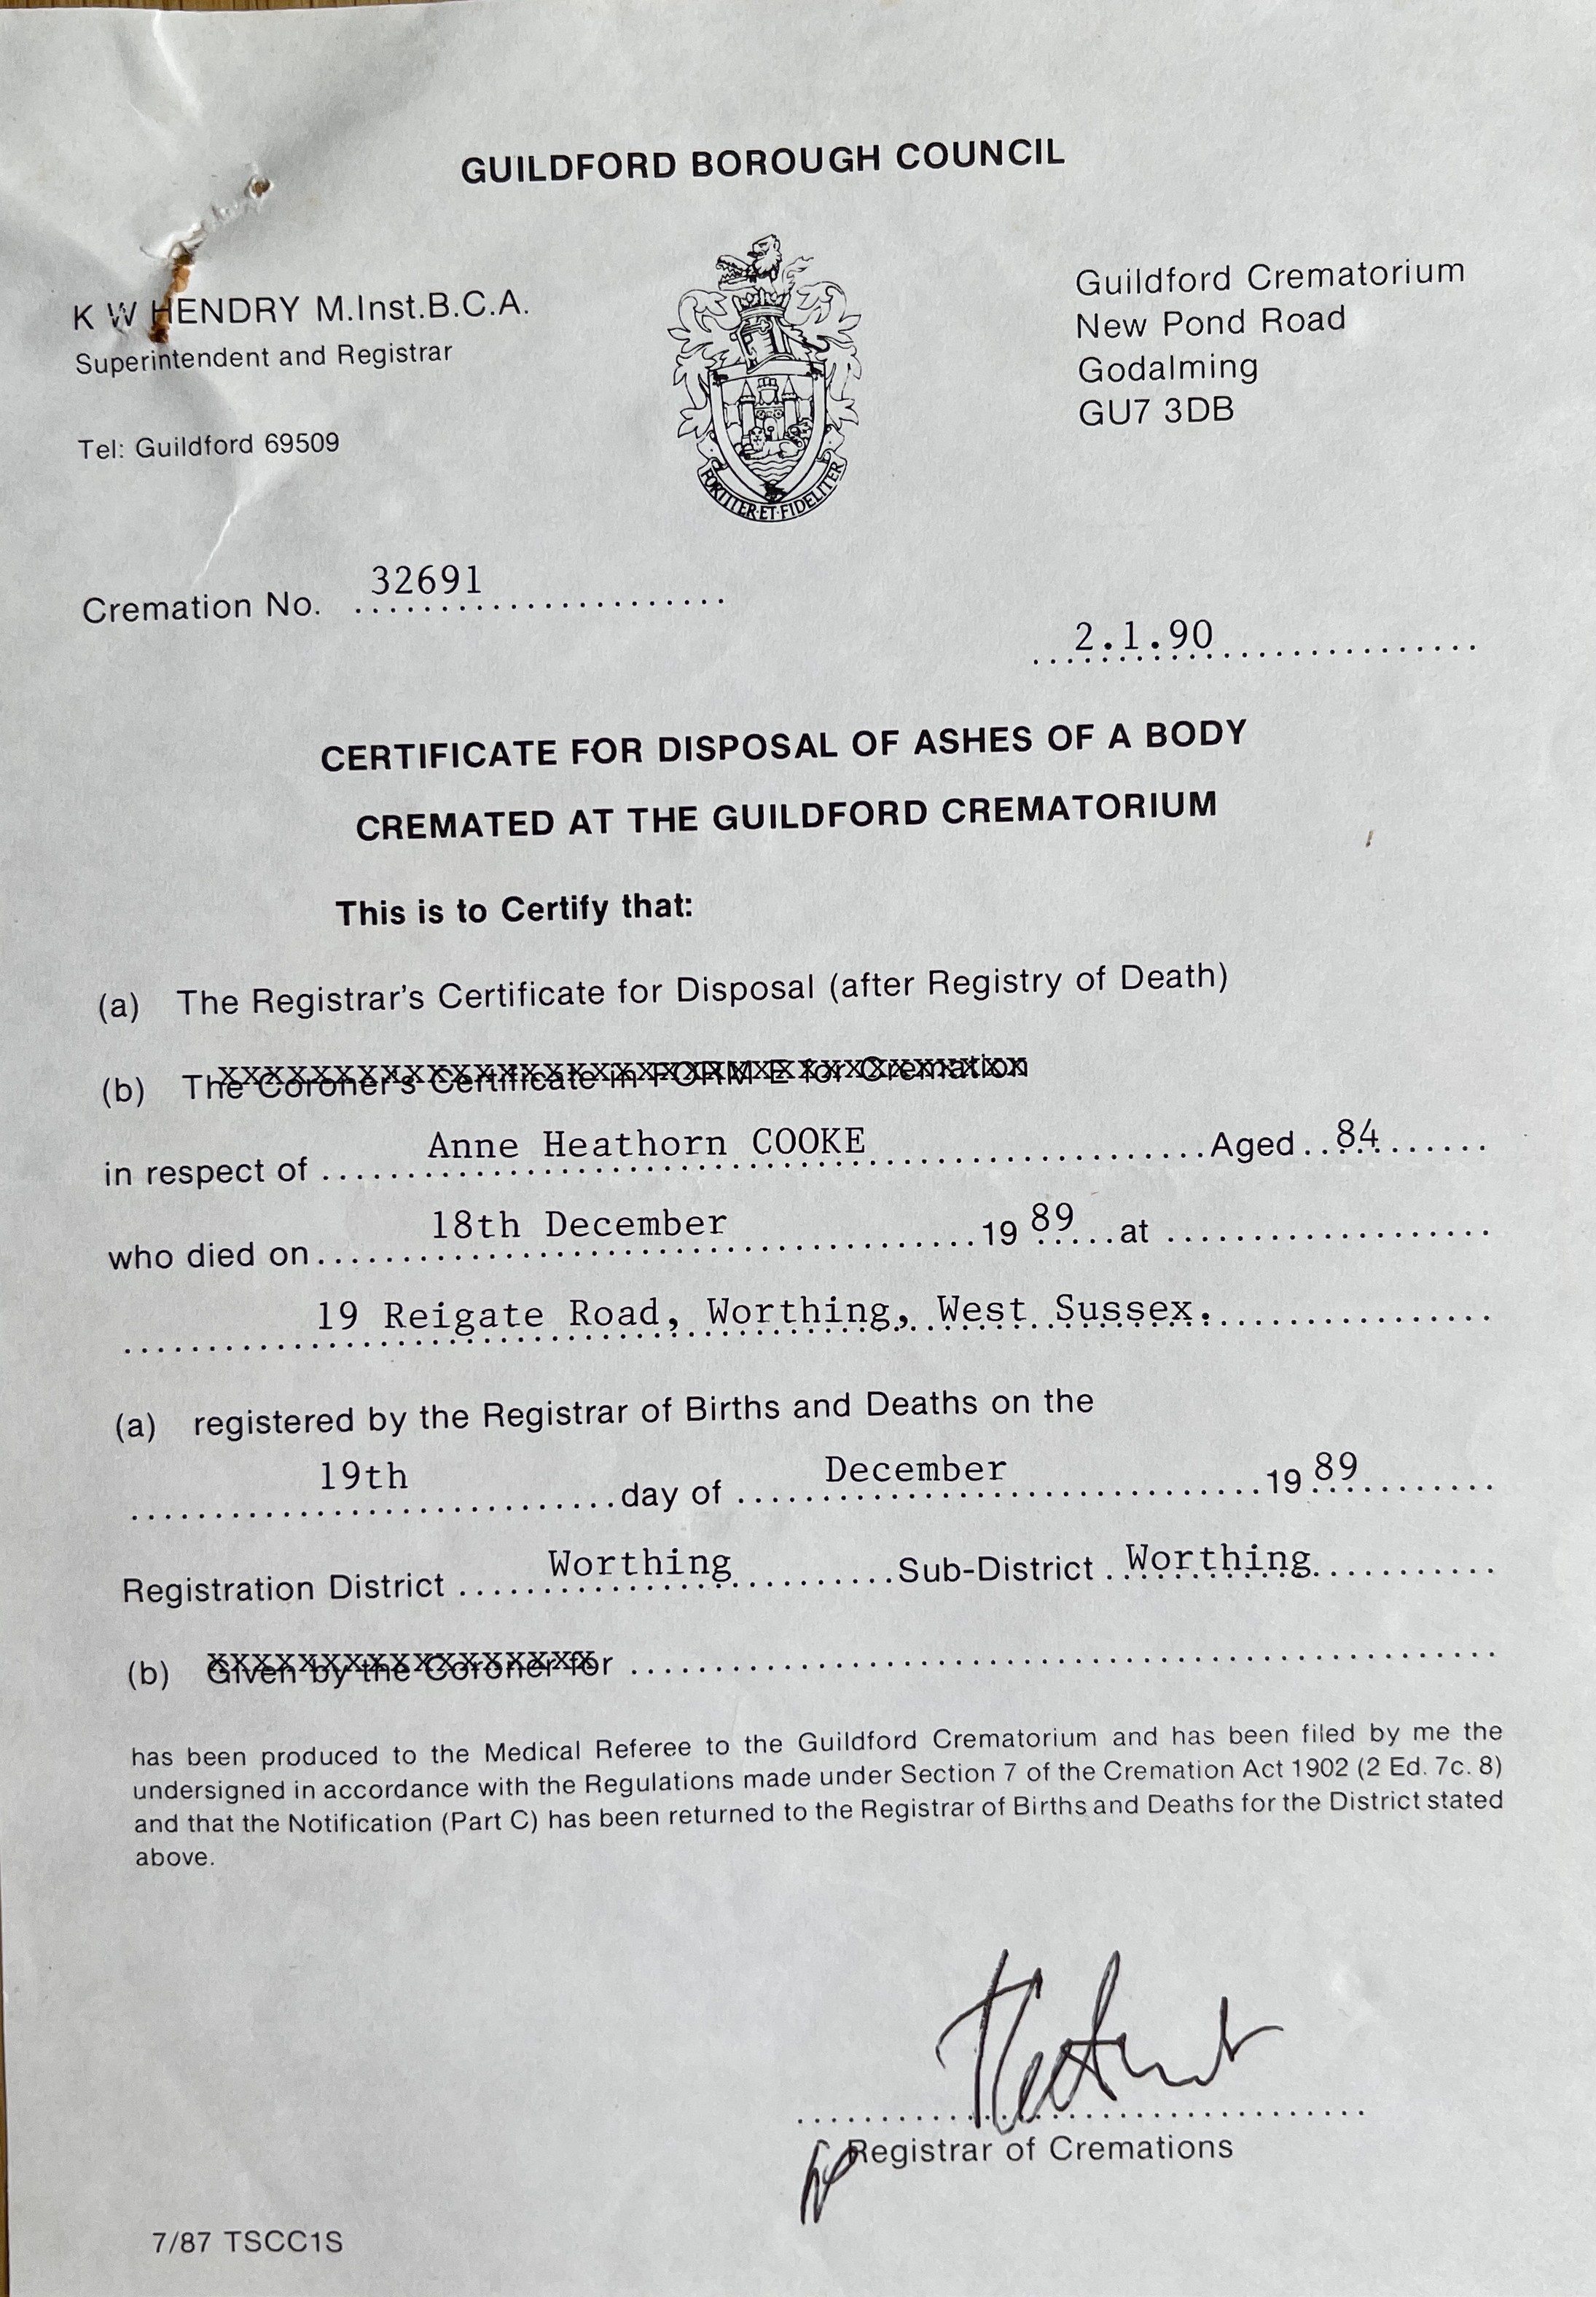 GUILDFORD BOROUGH COUNCIL
K W HENDRY M.Inst.B.C.A.
Superintendent and Registrar
Tel: Guildford 69509
FORTITER·ET·FIDELITER
Guildford Crematorium
New Pond Road
Godalming
GU7 3DB
Cremation No. 32691
2.1.90
CERTIFICATE FOR DISPOSAL OF ASHES OF A BODY
CREMATED AT THE GUILDFORD CREMATORIUM
This is to Certify that:
(a) The Registrar's Certificate for Disposal (after Registry of Death)
(b) The Coroner's Certificate in FORM E for Cremation
in respect of Anne Heathorn COOKE Aged 84
who died on 18th December 19 89 at
19 Reigate Road, Worthing, West Sussex.
(a) registered by the Registrar of Births and Deaths on the
19th day of December 19 89
Registration District Worthing Sub-District Worthing
(b) Given by the Coroner for
has been produced to the Medical Referee to the Guildford Crematorium and has been filed by me the
undersigned in accordance with the Regulations made under Section 7 of the Cremation Act 1902 (2 Ed. 7c. 8)
and that the Notification (Part C) has been returned to the Registrar of Births and Deaths for the District stated
above.
Registrar of Cremations
7/87 TSCC1S